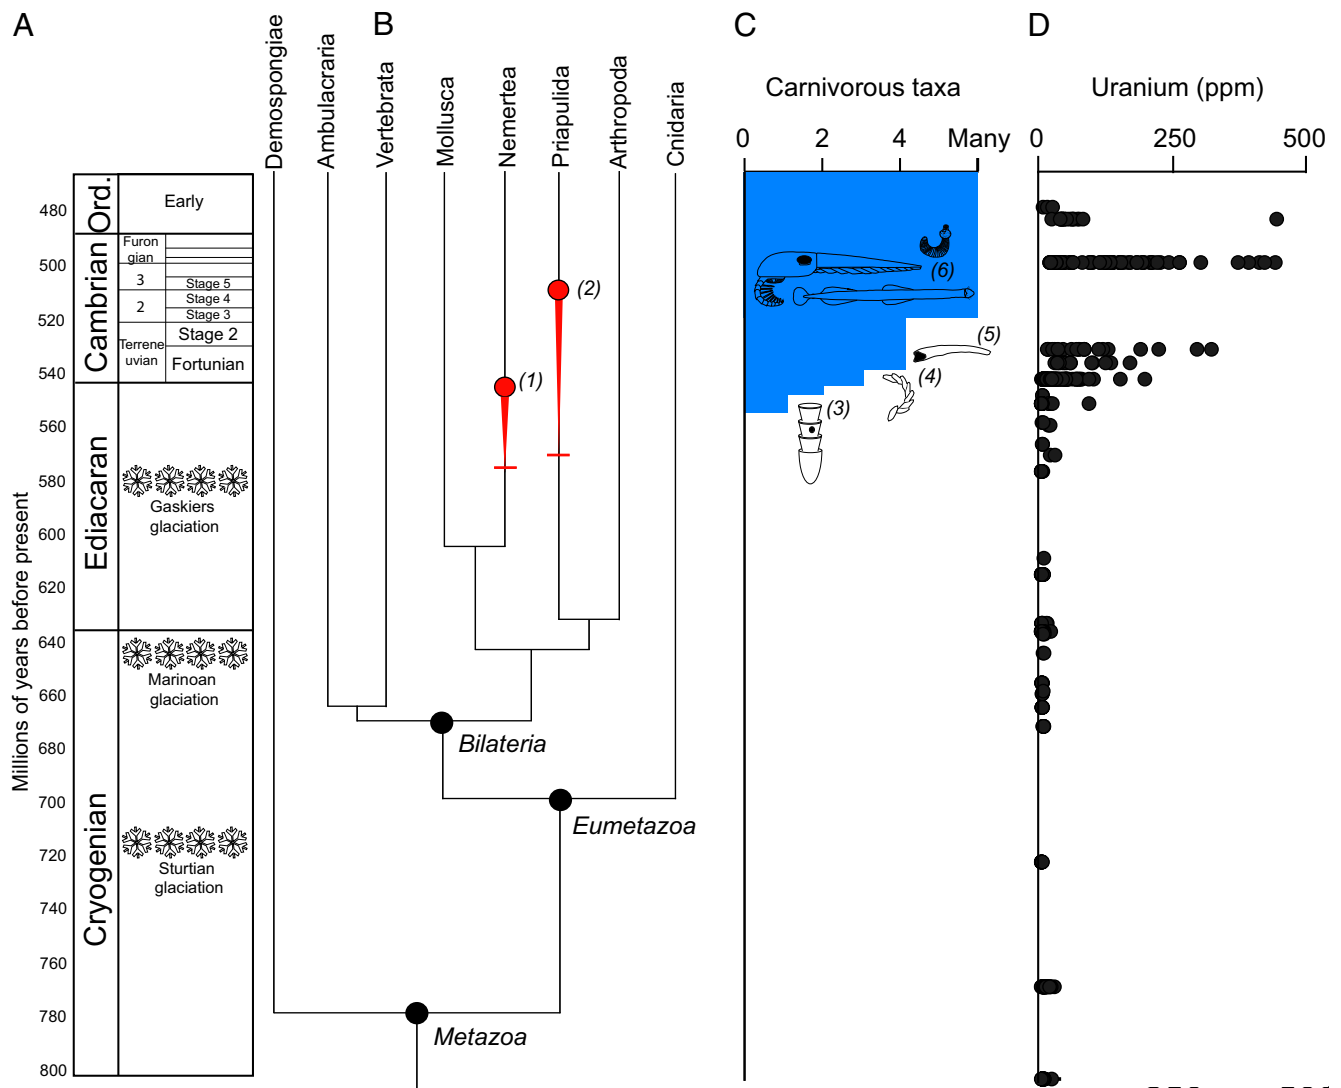 A
B
C
D
Demospongiae
Ambulacraria
Vertebrata
Mollusca
Nemertea
Priapulida
Arthropoda
Cnidaria
Carnivorous taxa
0 2 4 Many
Uranium (ppm)
0 250 500
Millions of years before present
480
500
520
540
560
580
600
620
640
660
680
700
720
740
760
780
800
Ord.
Cambrian
Ediacaran
Cryogenian
Early
Furon
gian
3
2
Terrene
uvian
Stage 5
Stage 4
Stage 3
Stage 2
Fortunian
Gaskiers
glaciation
Marinoan
glaciation
Sturtian
glaciation
(1)
(2)
Bilateria
Eumetazoa
Metazoa
(6)
(5)
(4)
(3)